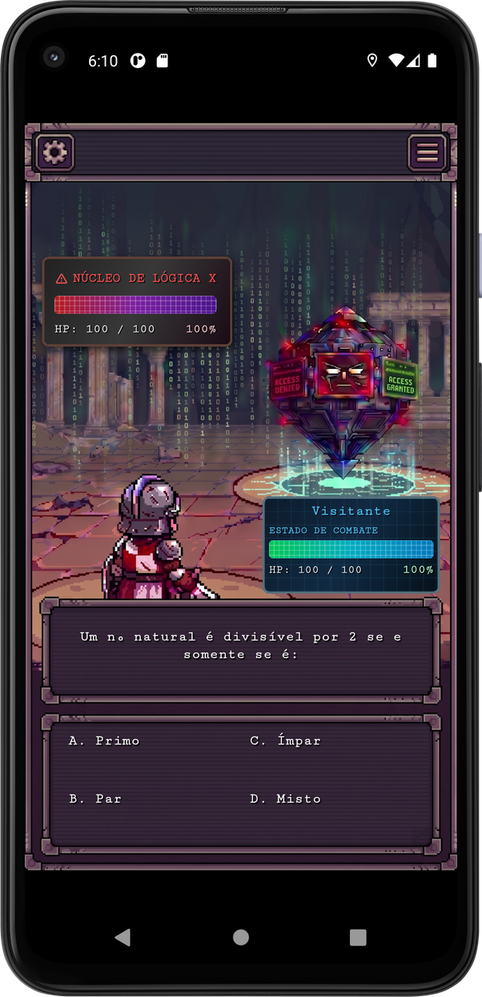 6:10
NÚCLEO DE LÓGICA X
HP: 100 / 100 100%
ACCESS DENIED
ACCESS GRANTED
Visitante
ESTADO DE COMBATE
HP: 100 / 100 100%
Um nₒ natural é divisível por 2 se e
somente se é:
A. Primo
C. Ímpar
B. Par
D. Misto